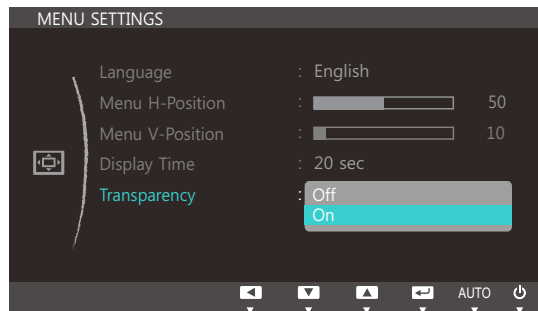 MENU SETTINGS
Language : English
Menu H-Position : 50
Menu V-Position : 10
Display Time : 20 sec
Transparency : Off
On
AUTO